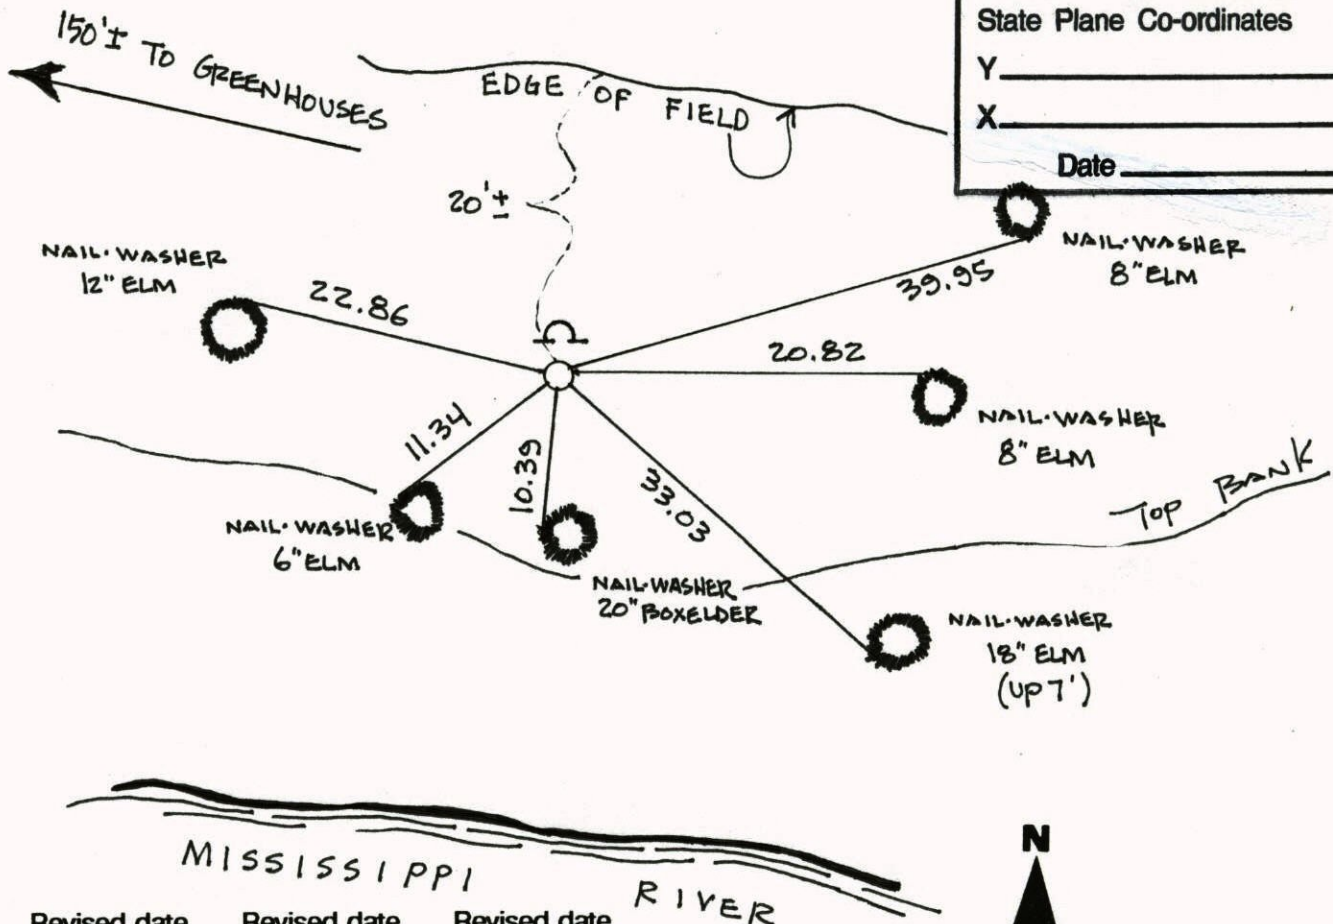 State Plane Co-ordinates
Y
X
Date
150'± TO GREENHOUSES
EDGE OF FIELD
20'±
NAIL·WASHER
12" ELM
22.86
39.95
NAIL·WASHER
8" ELM
20.82
NAIL·WASHER
8" ELM
11.34
10.39
33.03
NAIL·WASHER
6" ELM
NAIL·WASHER
20" BOXELDER
TOP BANK
NAIL·WASHER
18" ELM
(UP 7')
MISSISSIPPI RIVER
N
Revised date Revised date Revised date